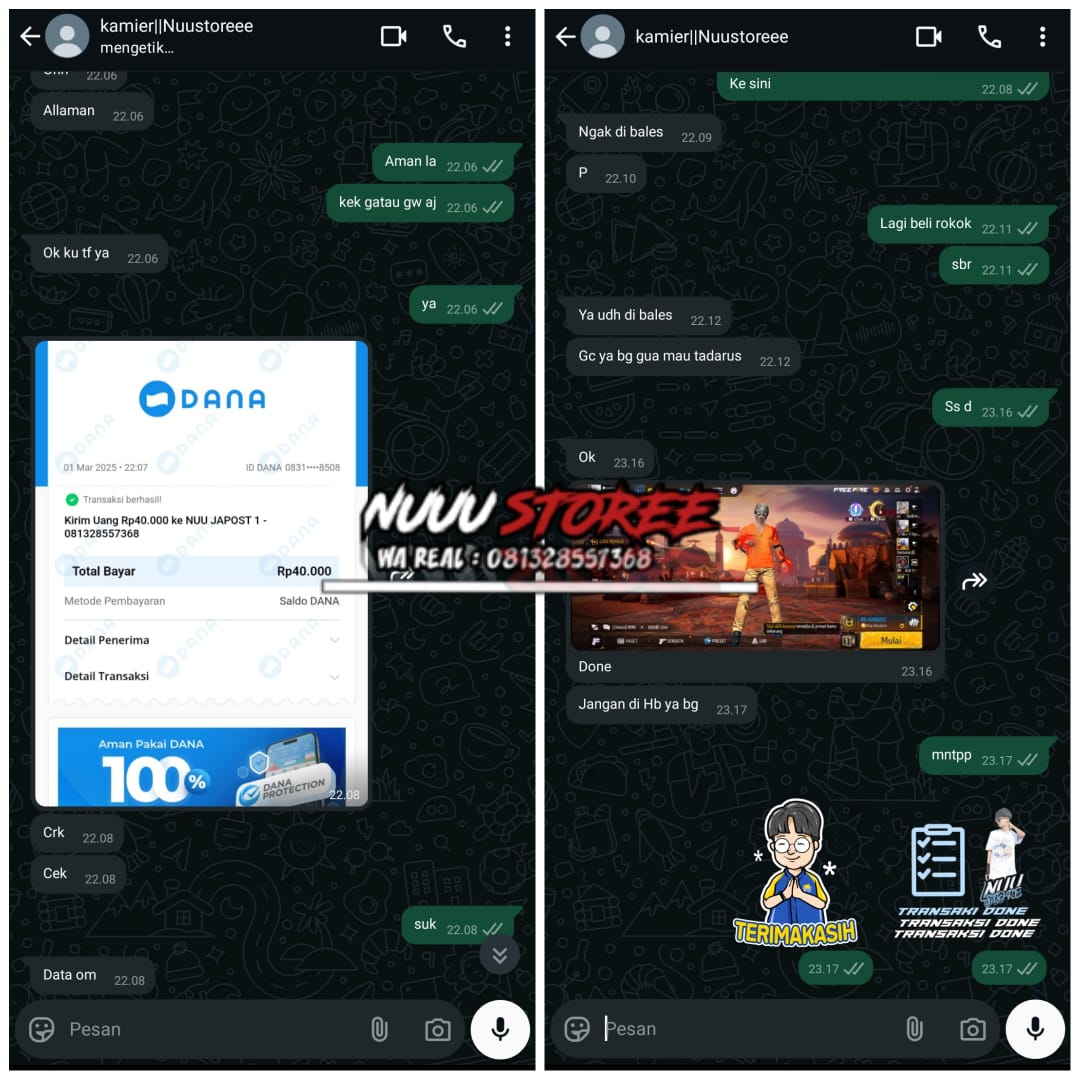 kamier||Nuustoreee
mengetik...
22.06
Allaman 22.06
Aman la 22.06
kek gatau gw aj 22.06
Ok ku tf ya 22.06
ya 22.06
DANA
01 Mar 2025 • 22:07 ID DANA 0831••••8508
Transaksi berhasil!
Kirim Uang Rp40.000 ke NUU JAPOST 1 -
081328557368
Total Bayar Rp40.000
Metode Pembayaran Saldo DANA
Detail Penerima
Detail Transaksi
Aman Pakai DANA
100%
DANA
PROTECTION
22.08
Crk 22.08
Cek 22.08
suk 22.08
Data om 22.08
Pesan
NUUU STOREE
WA REAL : 081328557368
kamier||Nuustoreee
Ke sini 22.08
Ngak di bales 22.09
P 22.10
Lagi beli rokok 22.11
sbr 22.11
Ya udh di bales 22.12
Gc ya bg gua mau tadarus 22.12
Ss d 23.16
Ok 23.16
FREE FIRE
VAULT
SENJATA
PRESET
Mulai
Done 23.16
Jangan di Hb ya bg 23.17
mntpp 23.17
TERIMAKASIH
NUU
STORE
TRANSAKI DONE
TRANSAKSI DONE
TRANSAKSI DONE
23.17
23.17
Pesan